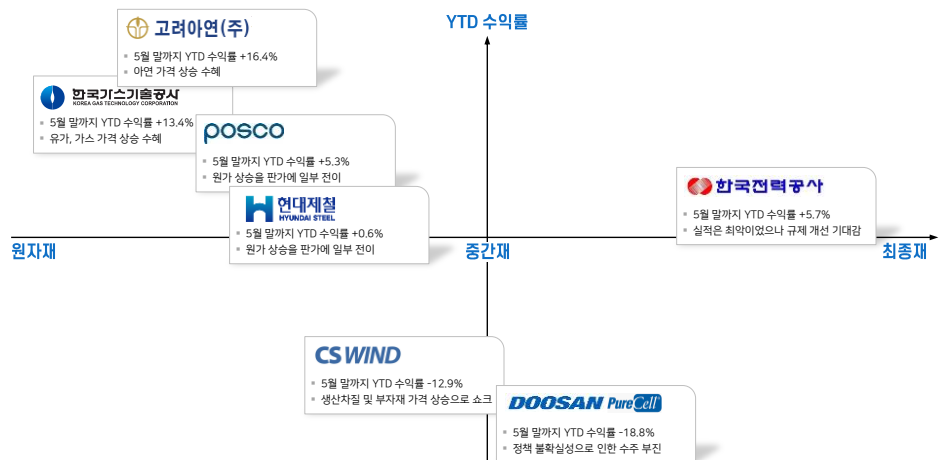 YTD 수익률
고려아연(주)
• 5월 말까지 YTD 수익률 +16.4%
• 아연 가격 상승 수혜
한국가스기술공사
KOREA GAS TECHNOLOGY CORPORATION
• 5월 말까지 YTD 수익률 +13.4%
• 유가, 가스 가격 상승 수혜
posco
• 5월 말까지 YTD 수익률 +5.3%
• 원가 상승을 판가에 일부 전이
한국전력공사
• 5월 말까지 YTD 수익률 +5.7%
• 실적은 최악이었으나 규제 개선 기대감
현대제철
HYUNDAI STEEL
• 5월 말까지 YTD 수익률 +0.6%
• 원가 상승을 판가에 일부 전이
원자재
중간재
최종재
CS WIND
• 5월 말까지 YTD 수익률 -12.9%
• 생산차질 및 부자재 가격 상승으로 쇼크
DOOSAN PureCell
• 5월 말까지 YTD 수익률 -18.8%
• 정책 불확실성으로 인한 수주 부진